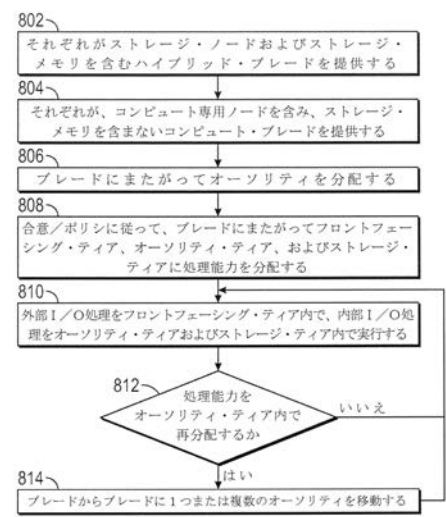 802
それぞれがストレージ・ノードおよびストレージ・
メモリを含むハイブリッド・ブレードを提供する
804
それぞれが、コンピュート専用ノードを含み、ストレージ・
メモリを含まないコンピュート・ブレードを提供する
806
ブレードにまたがってオーソリティを分配する
808
合意／ポリシに従って、ブレードにまたがってフロントフェー
シング・ティア、オーソリティ・ティア、およびストレージ・
ティアに処理能力を分配する
810
外部I／O処理をフロントフェーシング・ティア内で、内部I／O処
理をオーソリティ・ティアおよびストレージ・ティア内で実行する
812
処理能力を
オーソリティ・ティア内で
再分配するか
いいえ
はい
814
ブレードからブレードに1つまたは複数のオーソリティを移動する